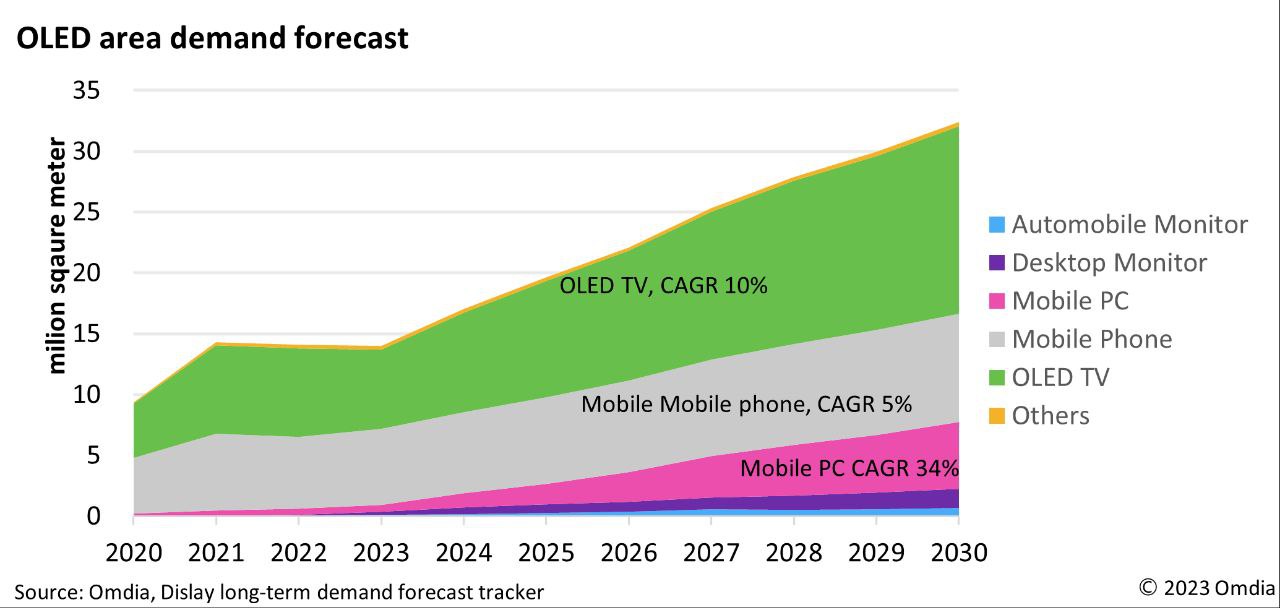 OLED area demand forecast
milion sqaure meter
35
30
25
20
15
10
5
0
OLED TV, CAGR 10%
Mobile Mobile phone, CAGR 5%
Mobile PC CAGR 34%
2020 2021 2022 2023 2024 2025 2026 2027 2028 2029 2030
Automobile Monitor
Desktop Monitor
Mobile PC
Mobile Phone
OLED TV
Others
Source: Omdia, Dislay long-term demand forecast tracker
© 2023 Omdia